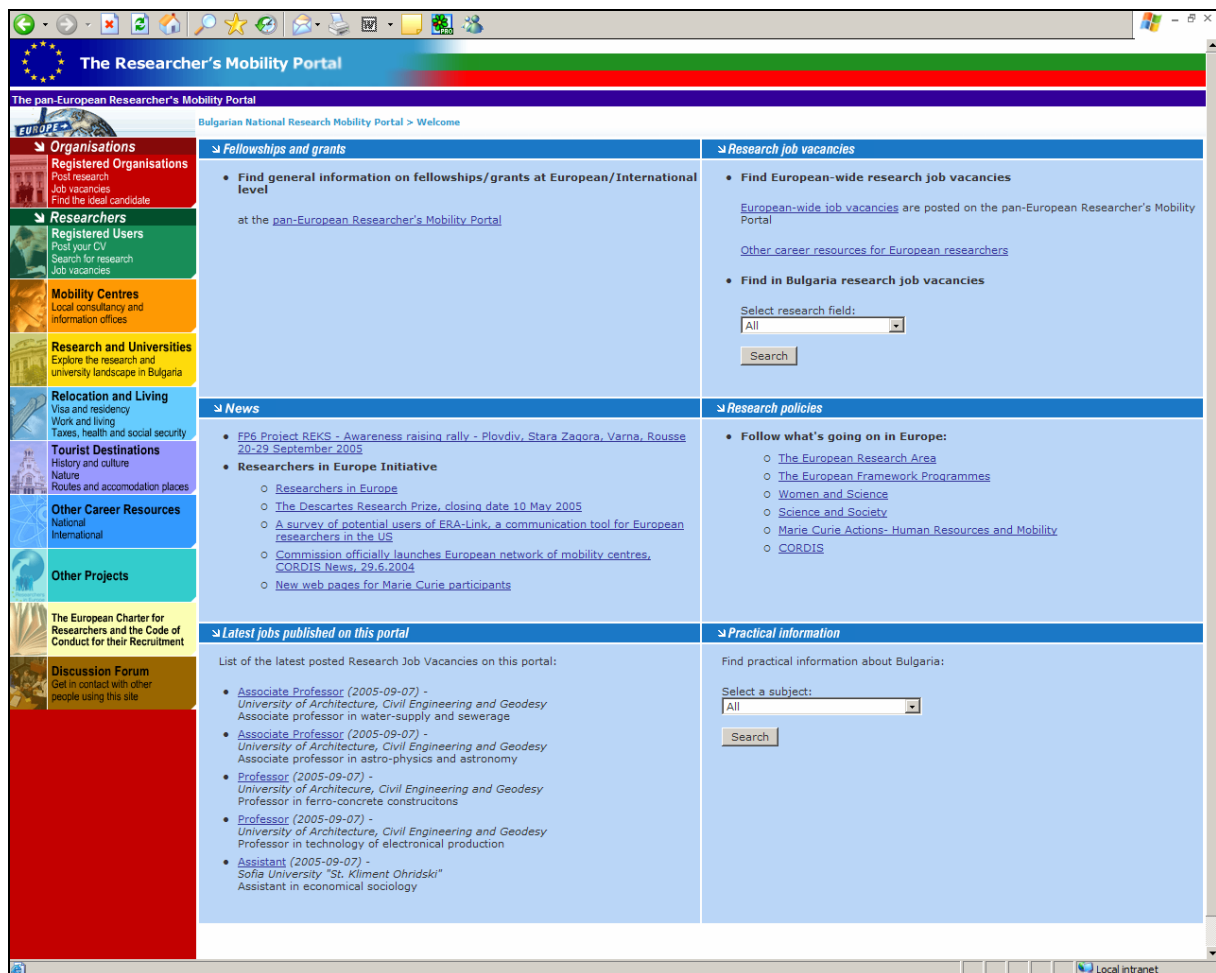 The Researcher's Mobility Portal
The pan-European Researcher's Mobility Portal
EUROPE
Bulgarian National Research Mobility Portal > Welcome
Organisations
Registered Organisations
Post research
Job vacancies
Find the ideal candidate
Researchers
Registered Users
Post your CV
Search for research
Job vacancies
Mobility Centres
Local consultancy and
information offices
Research and Universities
Explore the research and
university landscape in Bulgaria
Relocation and Living
Visa and residency
Work and living
Taxes, health and social security
Tourist Destinations
History and culture
Nature
Routes and accomodation places
Other Career Resources
National
International
Other Projects
The European Charter for
Researchers and the Code of
Conduct for their Recruitment
Discussion Forum
Get in contact with other
people using this site
Fellowships and grants
• Find general information on fellowships/grants at European/International
level
at the pan-European Researcher's Mobility Portal
Research job vacancies
• Find European-wide research job vacancies
European-wide job vacancies are posted on the pan-European Researcher's Mobility
Portal
Other career resources for European researchers
• Find in Bulgaria research job vacancies
Select research field:
All
Search
News
• FP6 Project REKS - Awareness raising rally - Plovdiv, Stara Zagora, Varna, Rousse
20-29 September 2005
• Researchers in Europe Initiative
o Researchers in Europe
o The Descartes Research Prize, closing date 10 May 2005
o A survey of potential users of ERA-Link, a communication tool for European
researchers in the US
o Commission officially launches European network of mobility centres,
CORDIS News, 29.6.2004
o New web pages for Marie Curie participants
Research policies
• Follow what's going on in Europe:
o The European Research Area
o The European Framework Programmes
o Women and Science
o Science and Society
o Marie Curie Actions- Human Resources and Mobility
o CORDIS
Latest jobs published on this portal
List of the latest posted Research Job Vacancies on this portal:
• Associate Professor (2005-09-07) -
University of Architecture, Civil Engineering and Geodesy
Associate professor in water-supply and sewerage
• Associate Professor (2005-09-07) -
University of Architecture, Civil Engineering and Geodesy
Associate professor in astro-physics and astronomy
• Professor (2005-09-07) -
University of Architecure, Civil Engineering and Geodesy
Professor in ferro-concrete construcitons
• Professor (2005-09-07) -
University of Architecture, Civil Engineering and Geodesy
Professor in technology of electronical production
• Assistant (2005-09-07) -
Sofia University "St. Kliment Ohridski"
Assistant in economical sociology
Practical information
Find practical information about Bulgaria:
Select a subject:
All
Search
Local intranet